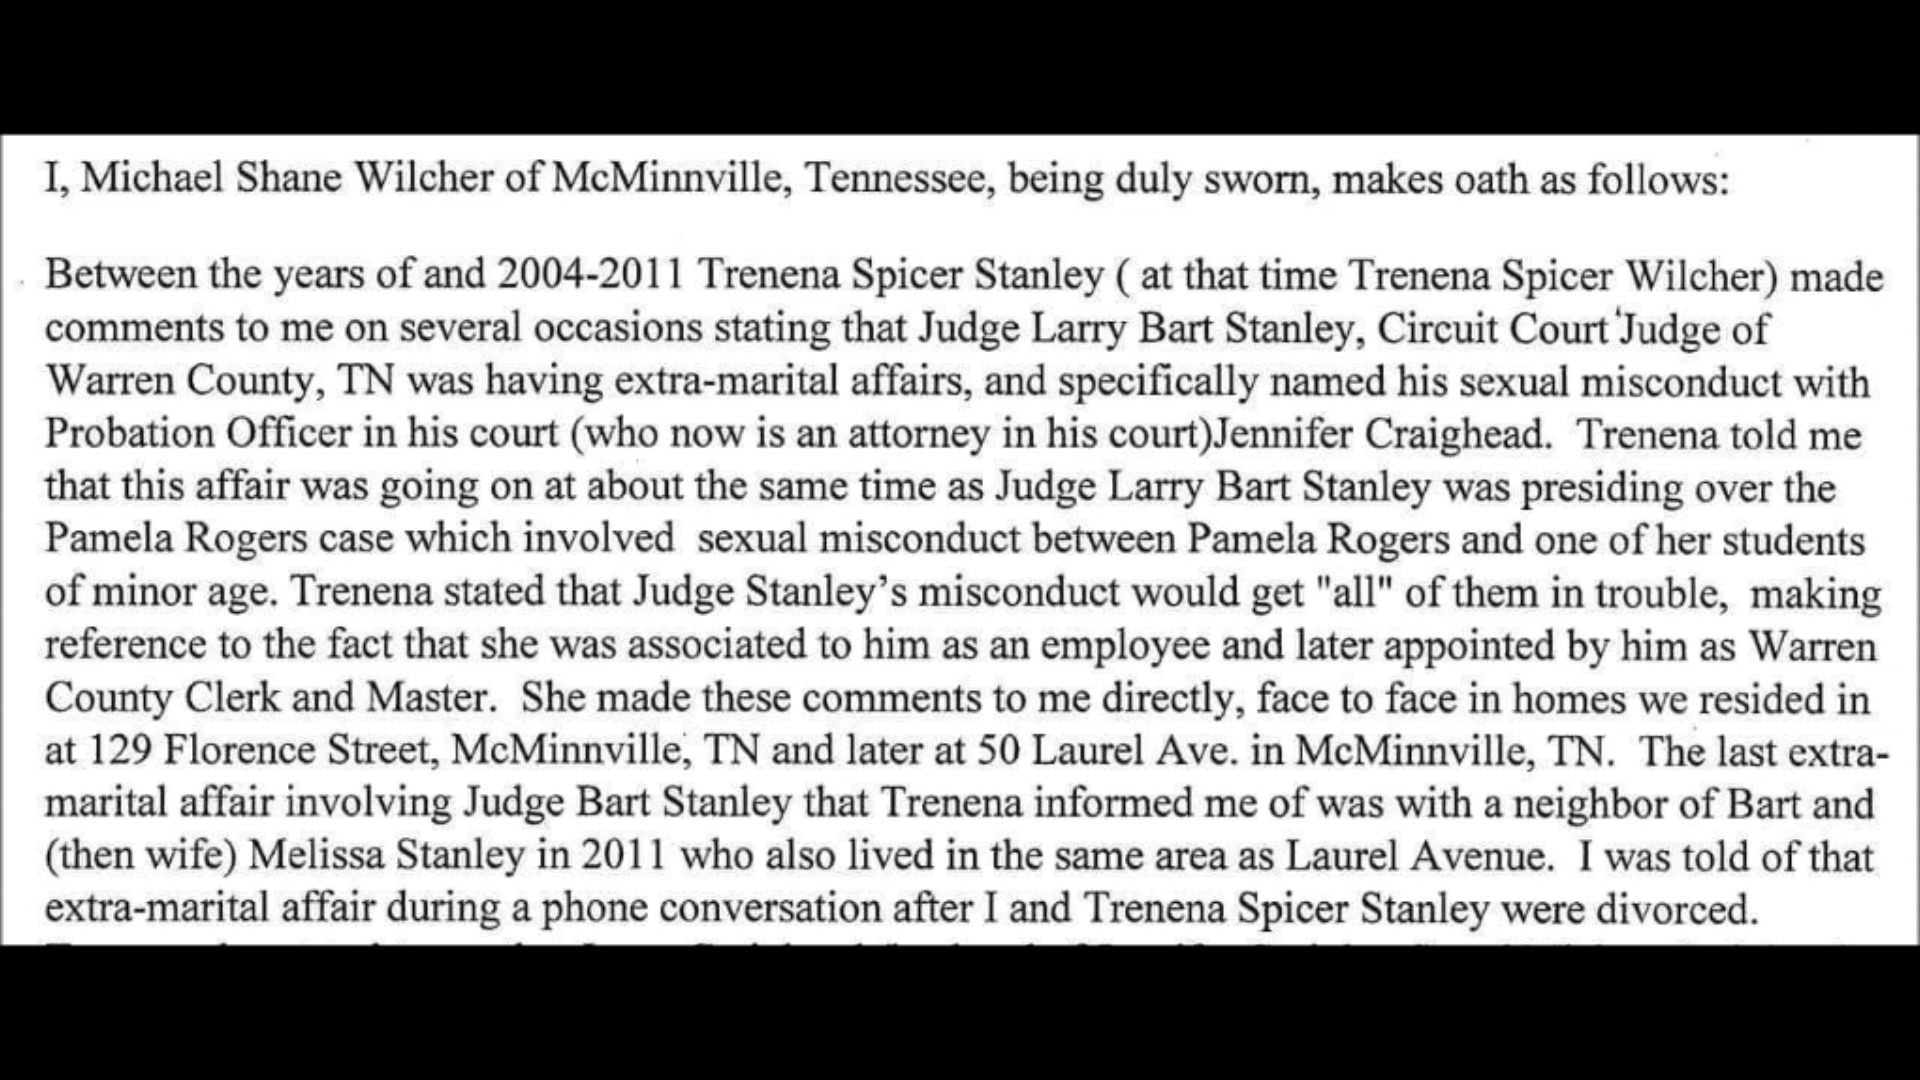 I, Michael Shane Wilcher of McMinnville, Tennessee, being duly sworn, makes oath as follows:
Between the years of and 2004-2011 Trenena Spicer Stanley ( at that time Trenena Spicer Wilcher) made
comments to me on several occasions stating that Judge Larry Bart Stanley, Circuit Court Judge of
Warren County, TN was having extra-marital affairs, and specifically named his sexual misconduct with
Probation Officer in his court (who now is an attorney in his court)Jennifer Craighead.  Trenena told me
that this affair was going on at about the same time as Judge Larry Bart Stanley was presiding over the
Pamela Rogers case which involved  sexual misconduct between Pamela Rogers and one of her students
of minor age. Trenena stated that Judge Stanley’s misconduct would get "all" of them in trouble,  making
reference to the fact that she was associated to him as an employee and later appointed by him as Warren
County Clerk and Master.  She made these comments to me directly, face to face in homes we resided in
at 129 Florence Street, McMinnville, TN and later at 50 Laurel Ave. in McMinnville, TN.  The last extra-
marital affair involving Judge Bart Stanley that Trenena informed me of was with a neighbor of Bart and
(then wife) Melissa Stanley in 2011 who also lived in the same area as Laurel Avenue.  I was told of that
extra-marital affair during a phone conversation after I and Trenena Spicer Stanley were divorced.